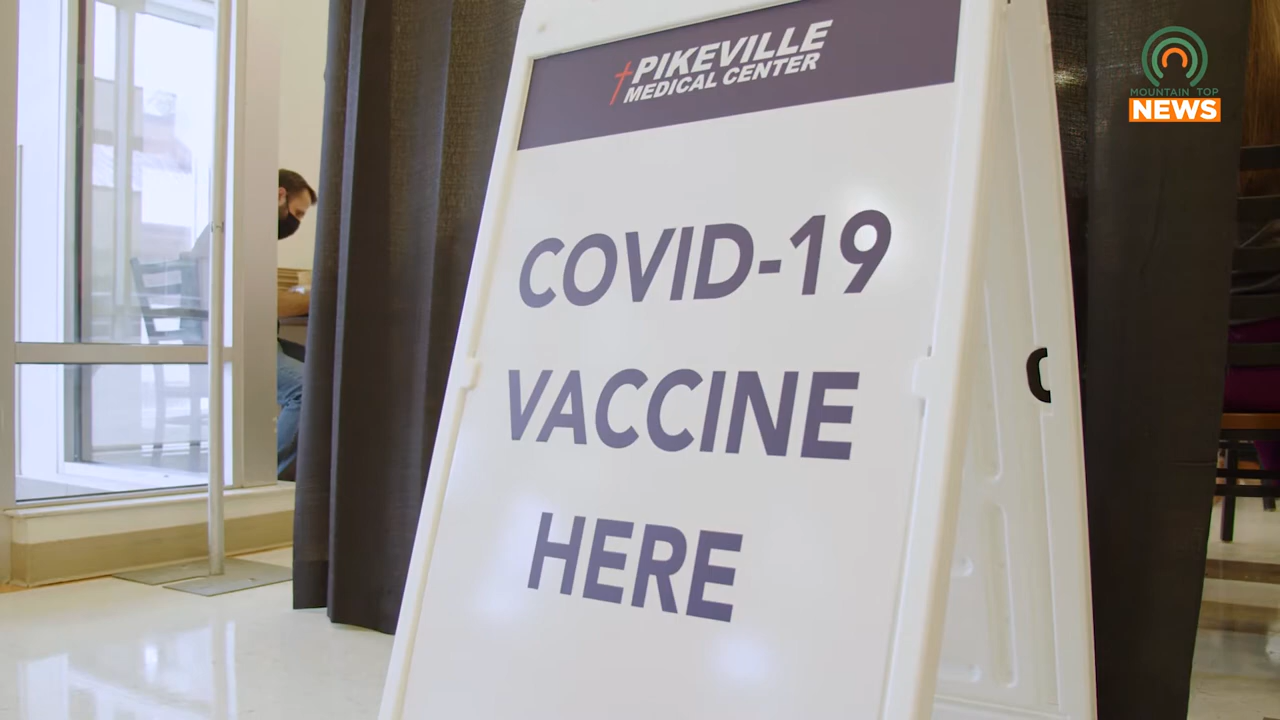 PIKEVILLE
MEDICAL CENTER
MOUNTAIN TOP
NEWS
COVID-19
VACCINE
HERE